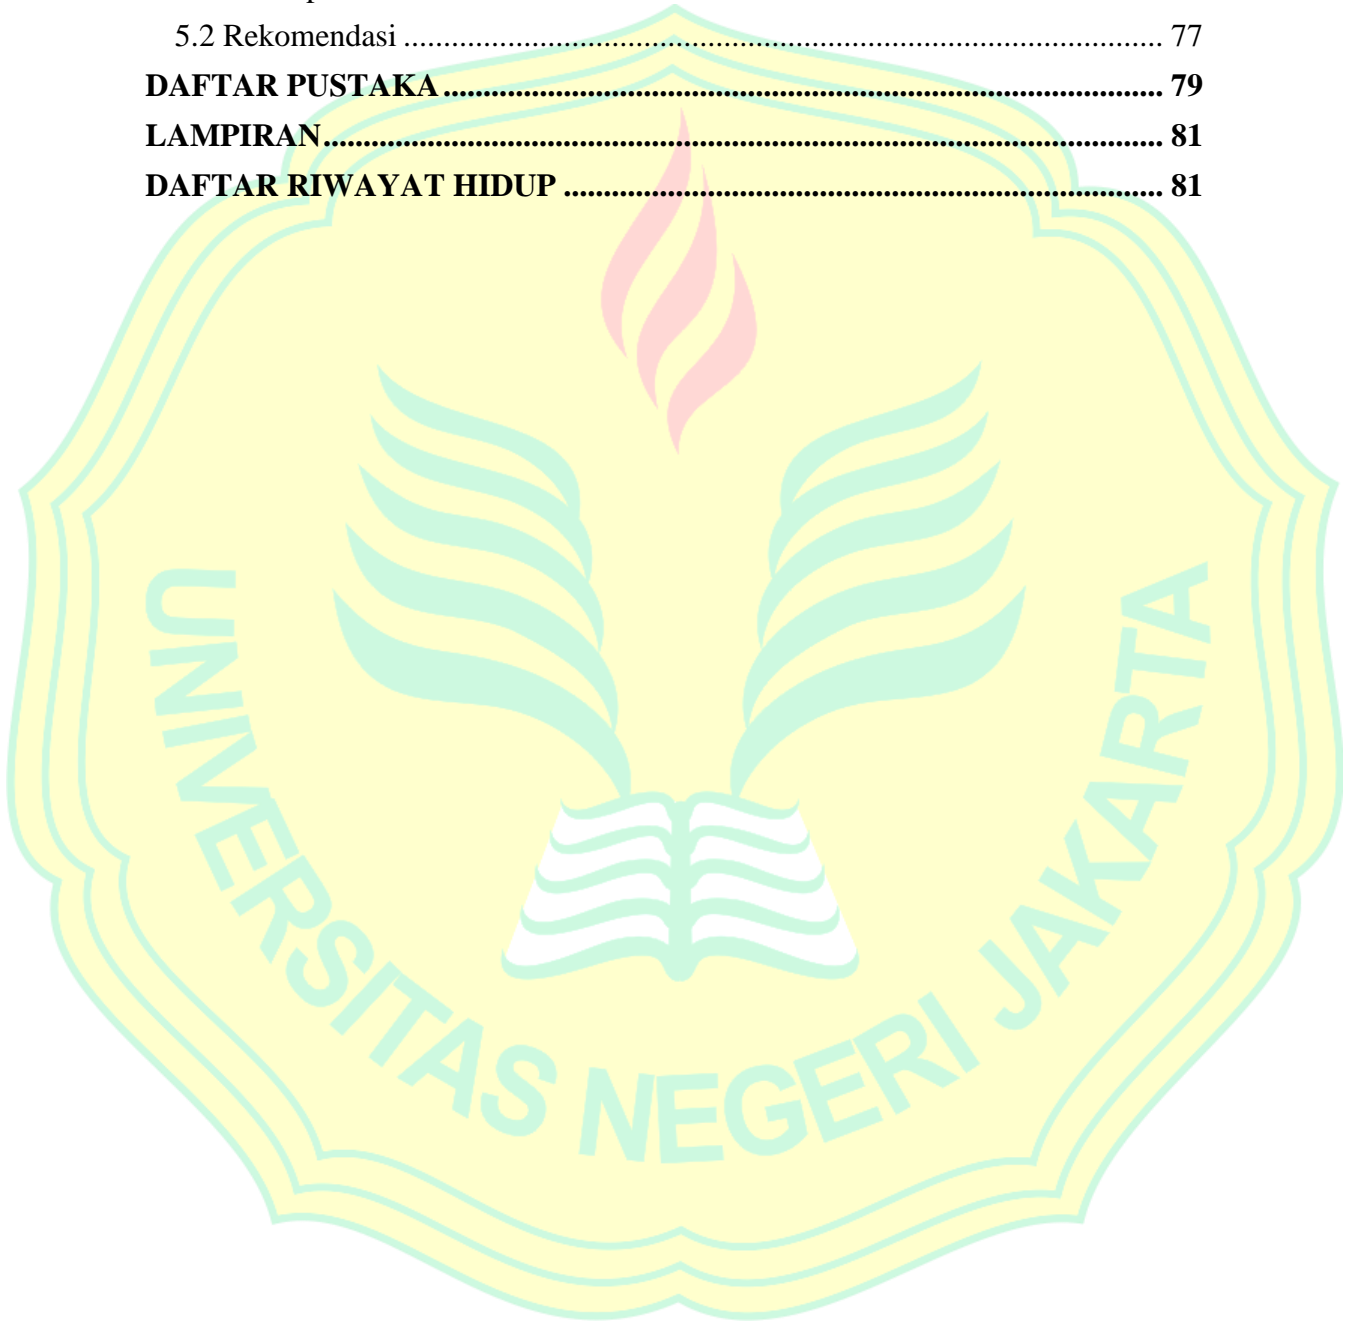 5.2 Rekomendasi ................................................................................ 77
DAFTAR PUSTAKA ............................................................................ 79
LAMPIRAN ......................................................................................... 81
DAFTAR RIWAYAT HIDUP ............................................................... 81
UNIVERSITAS NEGERI JAKARTA